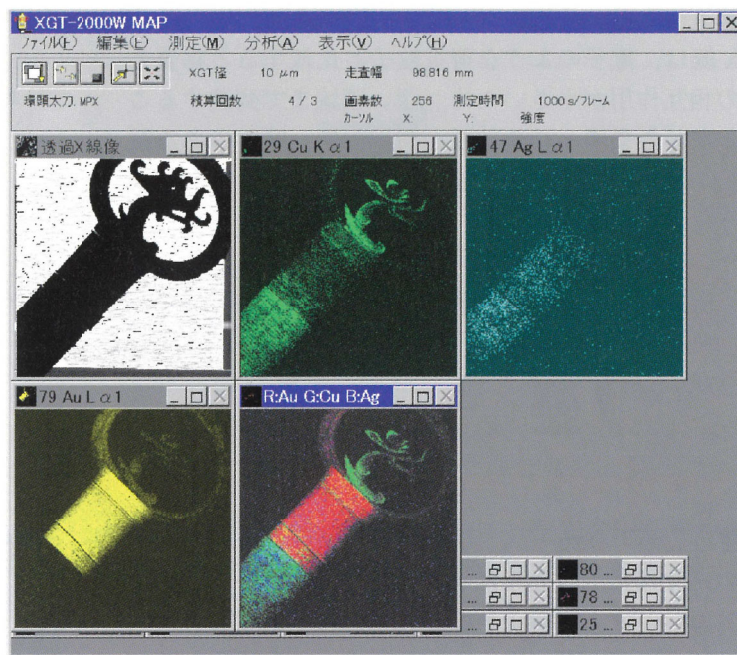 XGT-2000W MAP
ファイル(F) 編集(E) 測定(M) 分析(A) 表示(V) ヘルプ(H)
XGT径 10 μm 走査幅 98.816 mm
環頭太刀.MPX 積算回数 4 / 3 画素数 256 測定時間 1000 s/フレーム
カーソル X: Y: 強度
透過X線像
29 Cu K α1
47 Ag L α1
79 Au L α1
R:Au G:Cu B:Ag
... 80 ...
... 78 ...
... 25 ...